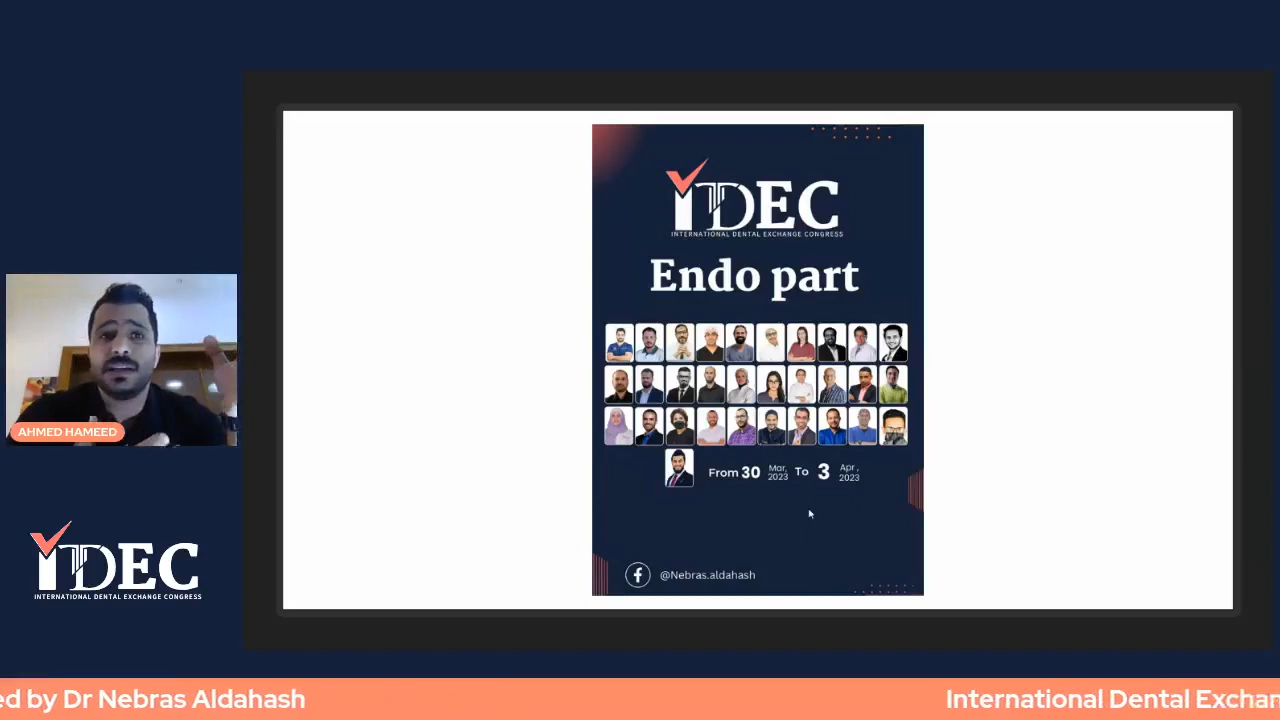 IDEC
INTERNATIONAL DENTAL EXCHANGE CONGRESS
Endo part
From 30 Mar, 2023 To 3 Apr, 2023
@Nebras.aldahash
AHMED HAMEED
IDEC
INTERNATIONAL DENTAL EXCHANGE CONGRESS
ed by Dr Nebras Aldahash
International Dental Exchan